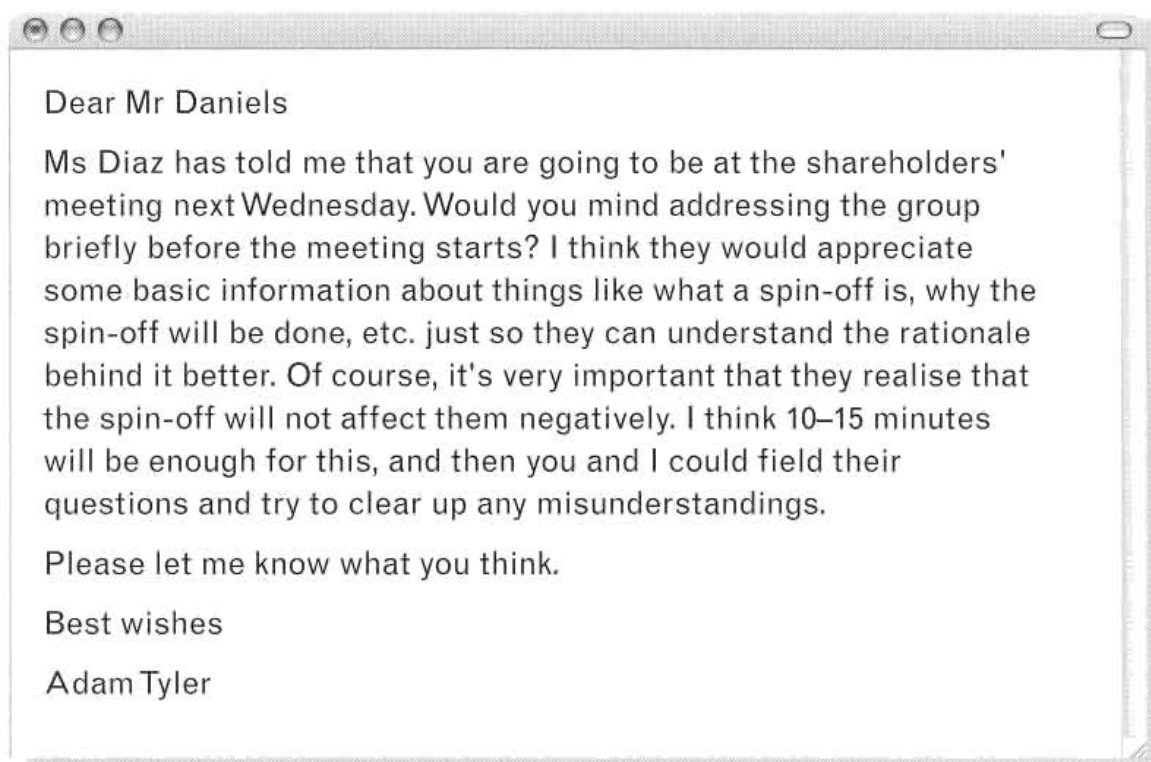 Dear Mr Daniels
Ms Diaz has told me that you are going to be at the shareholders'
meeting next Wednesday. Would you mind addressing the group
briefly before the meeting starts? I think they would appreciate
some basic information about things like what a spin-off is, why the
spin-off will be done, etc. just so they can understand the rationale
behind it better. Of course, it's very important that they realise that
the spin-off will not affect them negatively. I think 10–15 minutes
will be enough for this, and then you and I could field their
questions and try to clear up any misunderstandings.
Please let me know what you think.
Best wishes
Adam Tyler